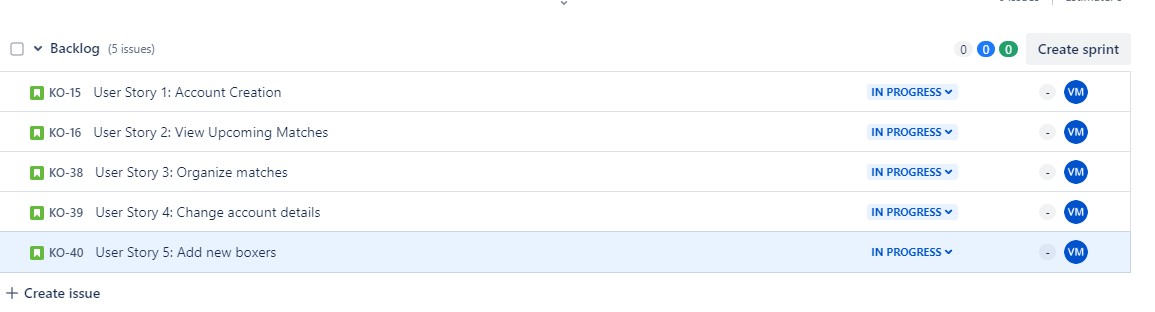 Backlog (5 issues) 0 0 0 Create sprint
KO-15 User Story 1: Account Creation IN PROGRESS - VM
KO-16 User Story 2: View Upcoming Matches IN PROGRESS - VM
KO-38 User Story 3: Organize matches IN PROGRESS - VM
KO-39 User Story 4: Change account details IN PROGRESS - VM
KO-40 User Story 5: Add new boxers IN PROGRESS - VM
+ Create issue